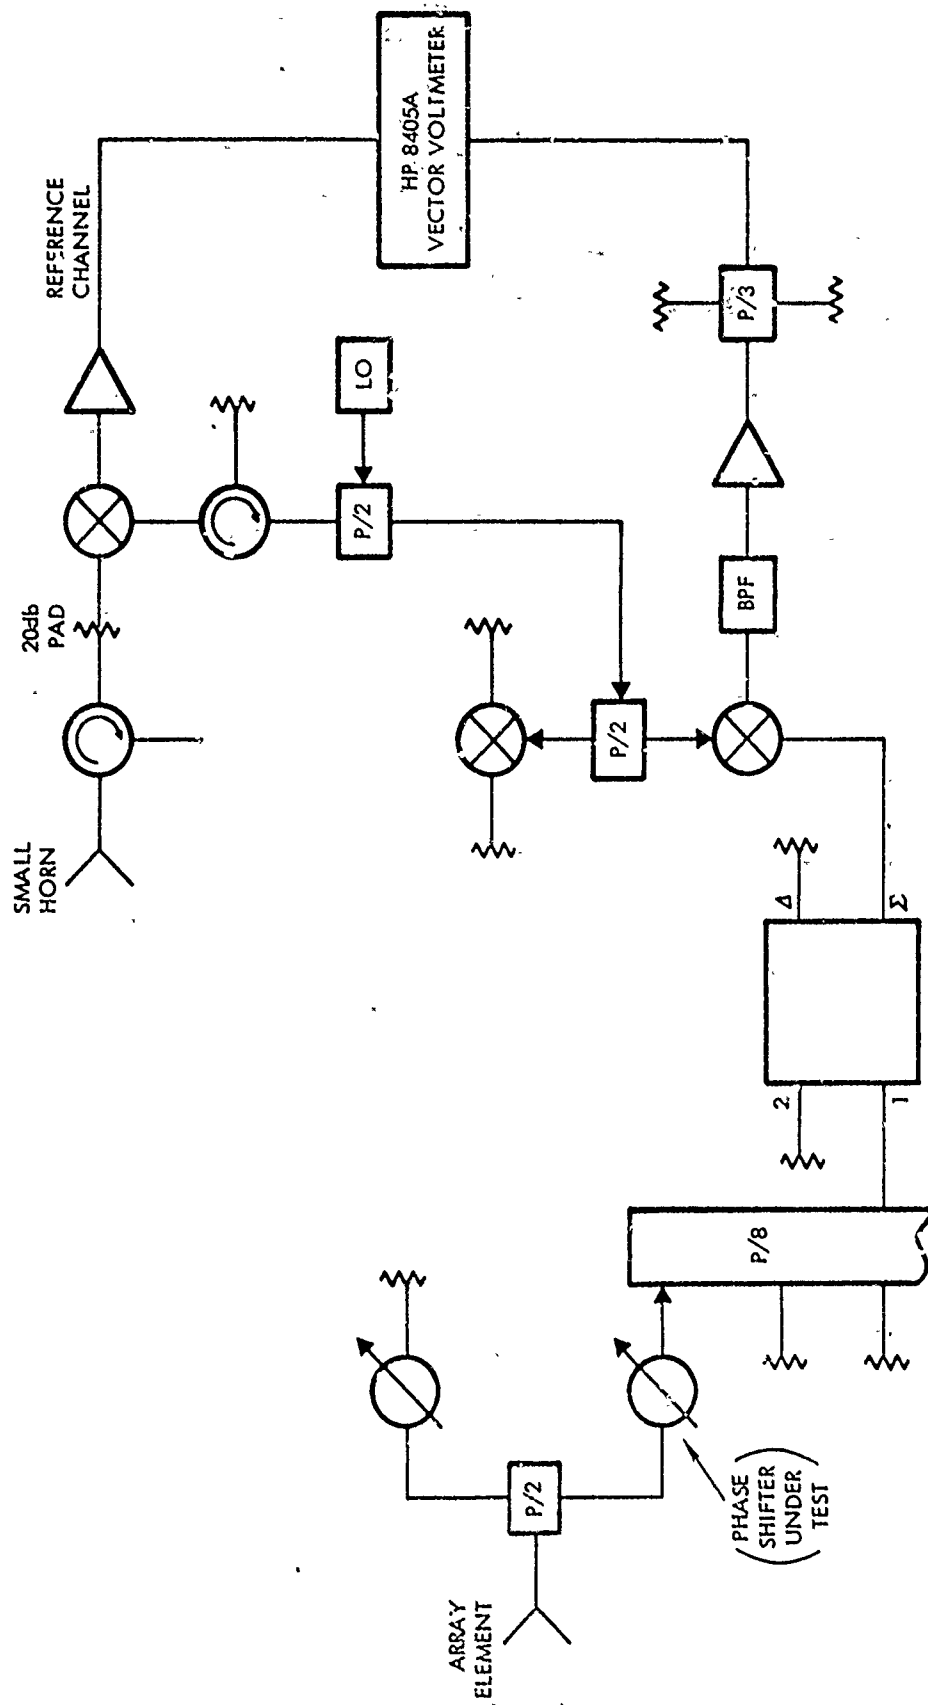 SMALL
HORN
20db
PAD
REFERENCE
CHANNEL
P/2
LO
HP 8405A
VECTOR VOLTMETER
P/2
BPF
P/3
ARRAY
ELEMENT
P/2
(PHASE
SHIFTER
UNDER
TEST)
P/8
2
1
Δ
Σ